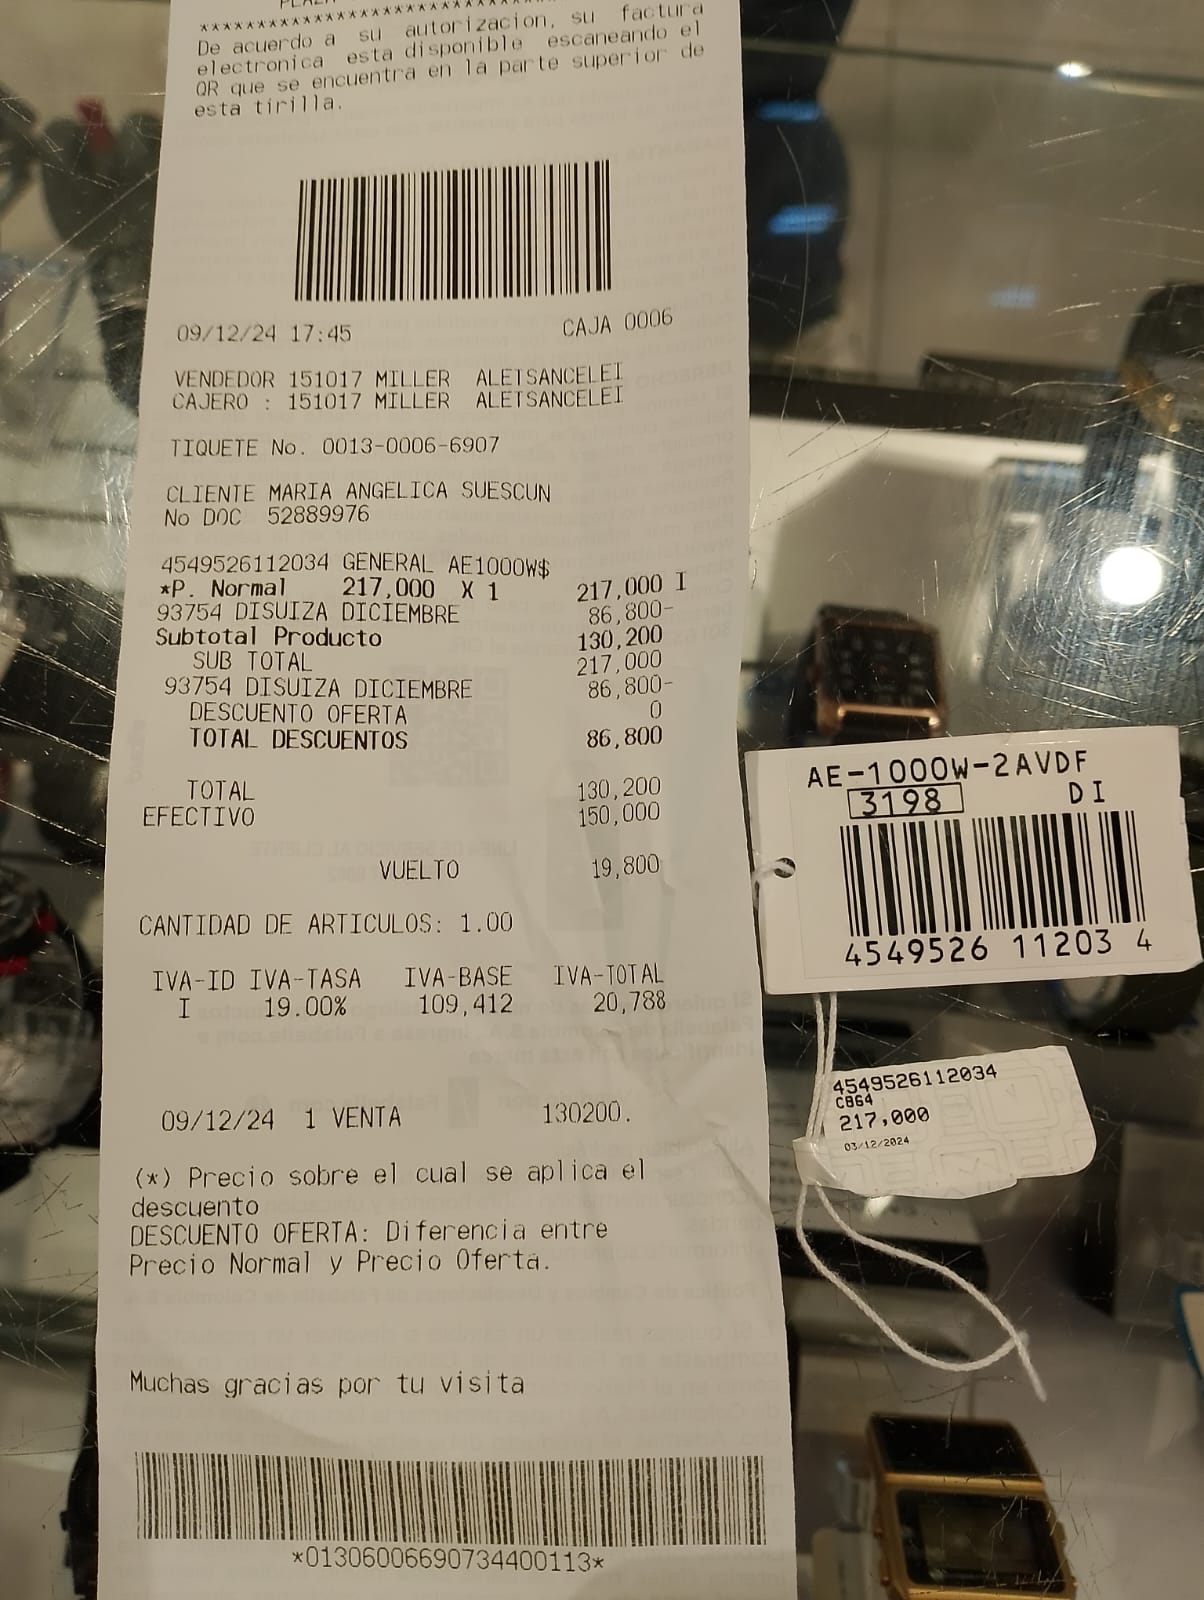 PLAZA
****************************************
De acuerdo a su autorizacion, su factura
electronica esta disponible escaneando el
QR que se encuentra en la parte superior de
esta tirilla.
09/12/24 17:45 CAJA 0006
VENDEDOR 151017 MILLER ALEISANCELEI
CAJERO : 151017 MILLER ALEISANCELEI
TIQUETE No. 0013-0006-6907
CLIENTE MARIA ANGELICA SUESCUN
No DOC 52889976
4549526112034 GENERAL AE1000W$
*P. Normal 217,000 X 1 217,000 I
93754 DISUIZA DICIEMBRE 86,800-
Subtotal Producto 130,200
SUB TOTAL 217,000
93754 DISUIZA DICIEMBRE 86,800-
DESCUENTO OFERTA 0
TOTAL DESCUENTOS 86,800
TOTAL 130,200
EFECTIVO 150,000
VUELTO 19,800
CANTIDAD DE ARTICULOS: 1.00
IVA-ID IVA-TASA IVA-BASE IVA-TOTAL
I 19.00% 109,412 20,788
09/12/24 1 VENTA 130200.
(*) Precio sobre el cual se aplica el
descuento
DESCUENTO OFERTA: Diferencia entre
Precio Normal y Precio Oferta.
Muchas gracias por tu visita
*01306006690734400113*
AE-1000W-2AVDF
3198 DI
4549526 11203 4
4549526112034
CB64
217,000
03/12/2024